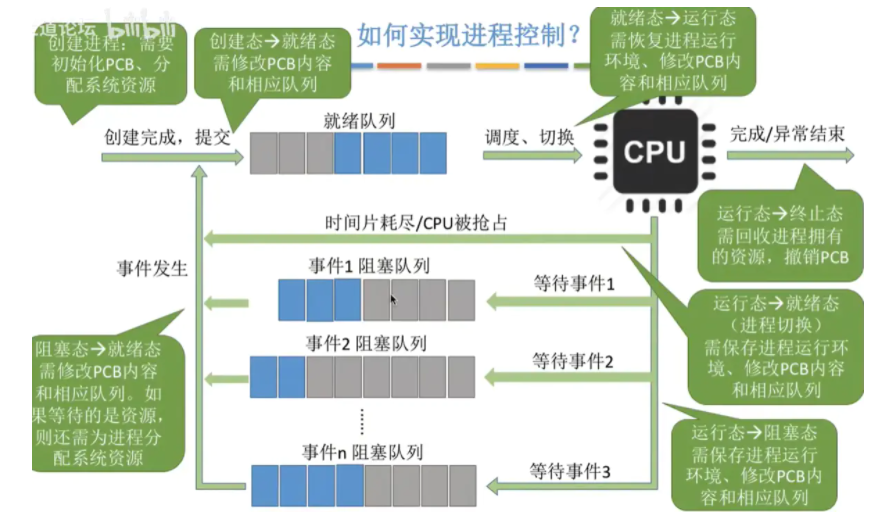 道论坛 bilibili
如何实现进程控制？
创建进程：需要
初始化PCB、分
配系统资源
创建态→就绪态
需修改PCB内容
和相应队列
就绪态→运行态
需恢复进程运行
环境、修改PCB内
容和相应队列
创建完成，提交
就绪队列
调度、切换
CPU
完成/异常结束
运行态→终止态
需回收进程拥有
的资源，撤销PCB
时间片耗尽/CPU被抢占
事件发生
事件1 阻塞队列
等待事件1
运行态→就绪态
（进程切换）
需保存进程运行环
境、修改PCB内容
和相应队列
事件2 阻塞队列
等待事件2
阻塞态→就绪态
需修改PCB内容
和相应队列。如
果等待的是资源，
则还需为进程分
配系统资源
事件n 阻塞队列
等待事件3
运行态→阻塞态
需保存进程运行
环境、修改PCB内
容和相应队列